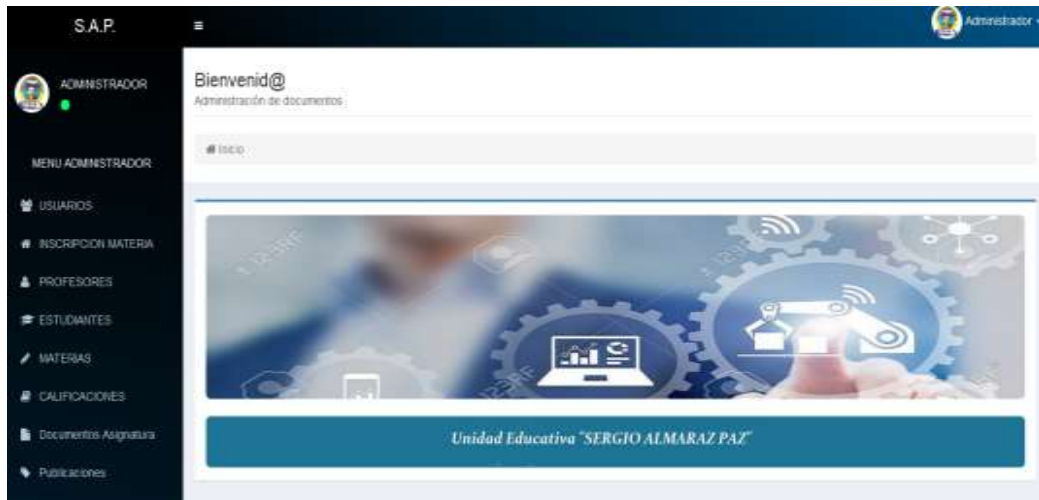 S.A.P.
Administrador
ADMINISTRADOR
Bienvenid@
Administración de documentos
Inicio
MENU ADMINISTRADOR
USUARIOS
INSCRIPCION MATERIA
PROFESORES
ESTUDIANTES
MATERIAS
CALIFICACIONES
Documentos Asignatura
Publicaciones
123RF
Unidad Educativa "SERGIO ALMARAZ PAZ"